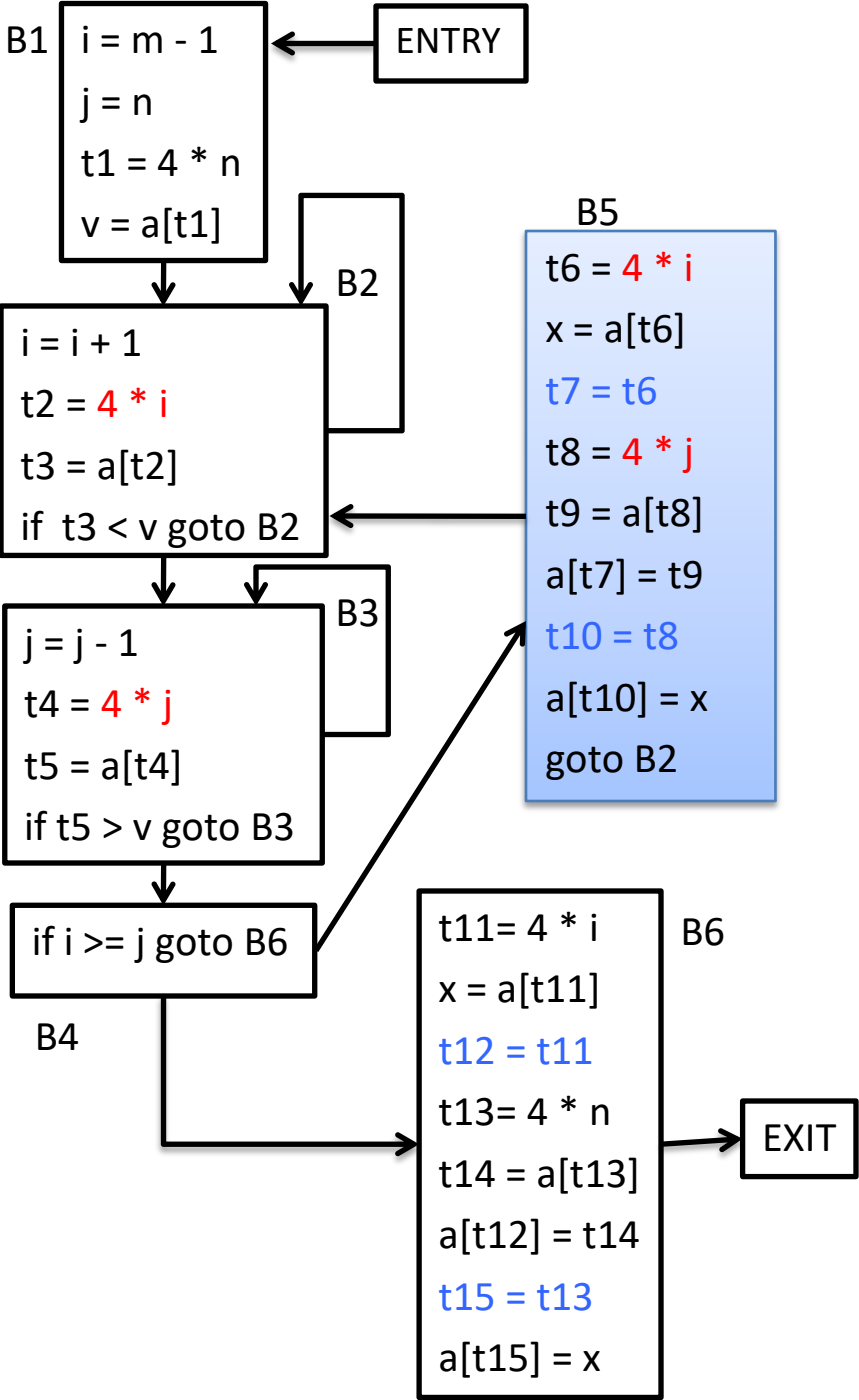 B1
i = m - 1
j = n
t1 = 4 * n
v = a[t1]
ENTRY
B2
i = i + 1
t2 = 4 * i
t3 = a[t2]
if t3 < v goto B2
B3
j = j - 1
t4 = 4 * j
t5 = a[t4]
if t5 > v goto B3
if i >= j goto B6
B4
B5
t6 = 4 * i
x = a[t6]
t7 = t6
t8 = 4 * j
t9 = a[t8]
a[t7] = t9
t10 = t8
a[t10] = x
goto B2
B6
t11= 4 * i
x = a[t11]
t12 = t11
t13= 4 * n
t14 = a[t13]
a[t12] = t14
t15 = t13
a[t15] = x
EXIT